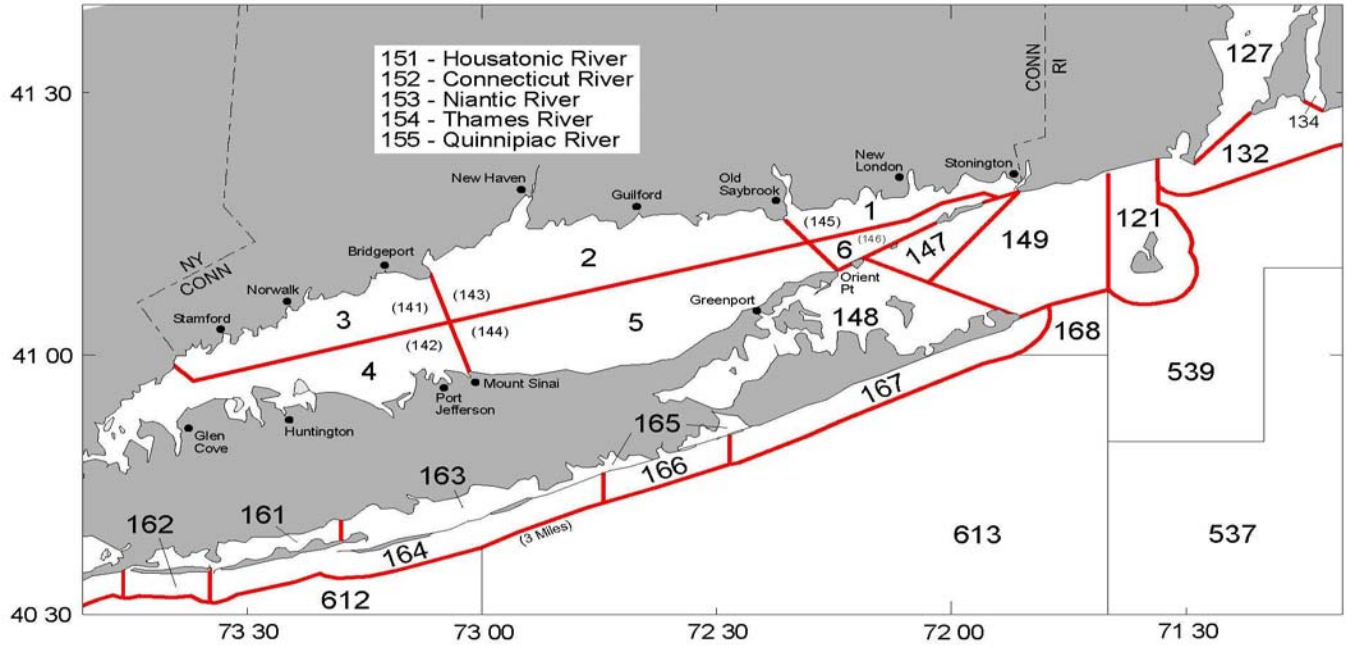 127
41 30
151 - Housatonic River
152 - Connecticut River
153 - Niantic River
154 - Thames River
155 - Quinnipiac River
CONN
RI
134
132
New Haven
Guilford
Old
Saybrook
New
London
Stonington
1
(145)
121
2
6
(146)
147
149
NY
CONN
Bridgeport
Norwalk
Stamford
3
(141)
(143)
Greenport
Orient
Pt
5
148
168
(142)
(144)
41 00
4
539
Mount Sinai
Port
Jefferson
167
Glen
Cove
Huntington
165
163
166
162
161
(3 Miles)
613
537
164
612
40 30
73 30
73 00
72 30
72 00
71 30